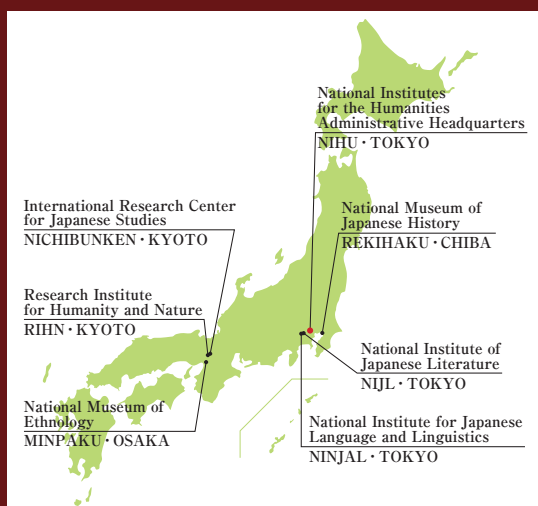 National Institutes
for the Humanities
Administrative Headquarters
NIHU・TOKYO
International Research Center
for Japanese Studies
NICHIBUNKEN・KYOTO
National Museum of
Japanese History
REKIHAKU・CHIBA
Research Institute
for Humanity and Nature
RIHN・KYOTO
National Institute of
Japanese Literature
NIJL・TOKYO
National Museum of
Ethnology
MINPAKU・OSAKA
National Institute for Japanese
Language and Linguistics
NINJAL・TOKYO